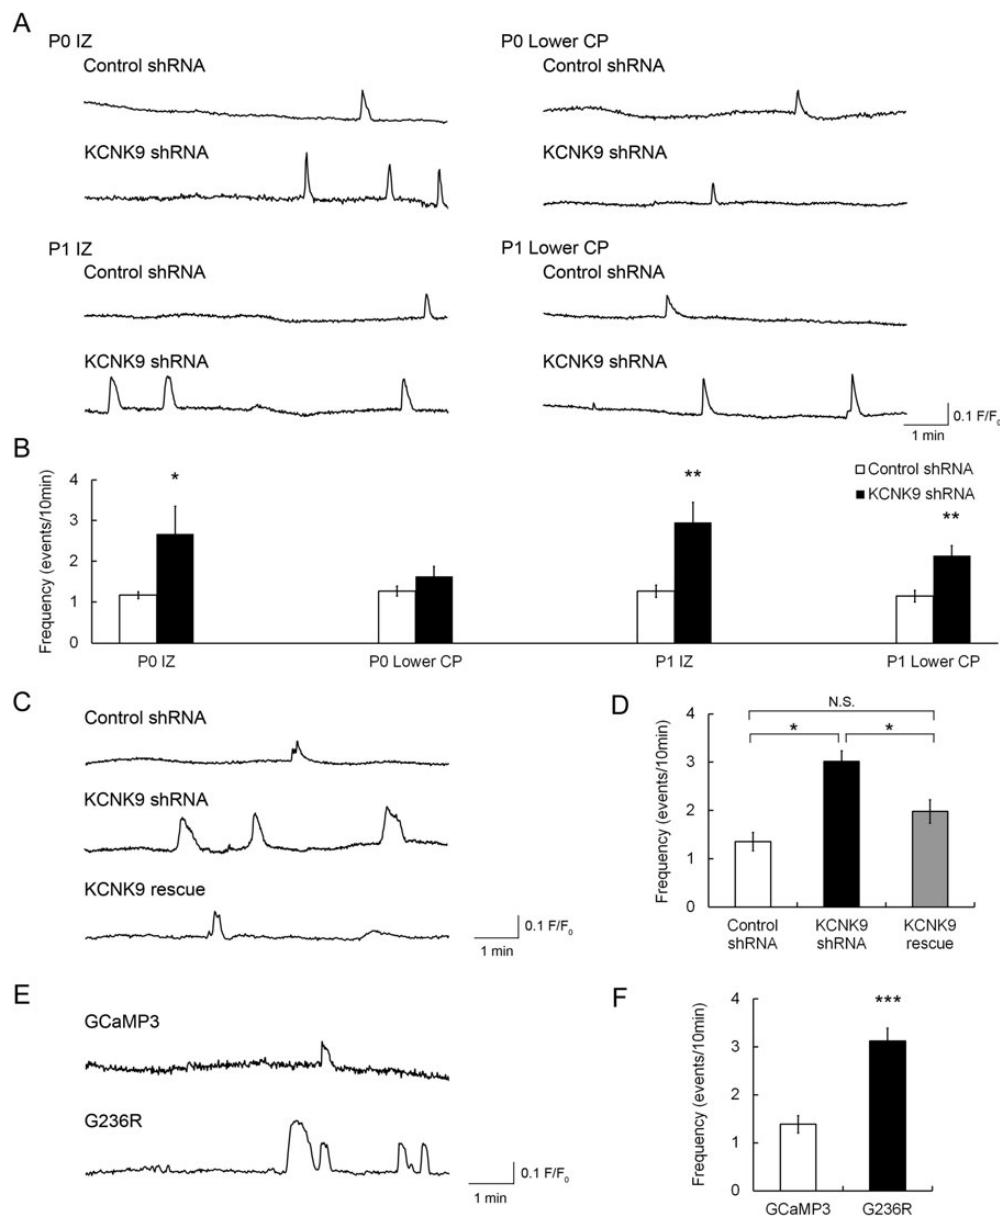 A
P0 IZ
Control shRNA
KCNK9 shRNA
P0 Lower CP
Control shRNA
KCNK9 shRNA
P1 IZ
Control shRNA
KCNK9 shRNA
P1 Lower CP
Control shRNA
KCNK9 shRNA
0.1 F/F0
1 min
B
Frequency (events/10min)
4
3
2
1
0
*
**
**
Control shRNA
KCNK9 shRNA
P0 IZ
P0 Lower CP
P1 IZ
P1 Lower CP
C
Control shRNA
KCNK9 shRNA
KCNK9 rescue
0.1 F/F0
1 min
D
Frequency (events/10min)
4
3
2
1
0
N.S.
*
*
Control shRNA
KCNK9 shRNA
KCNK9 rescue
E
GCaMP3
G236R
0.1 F/F0
1 min
F
Frequency (events/10min)
4
3
2
1
0
***
GCaMP3
G236R